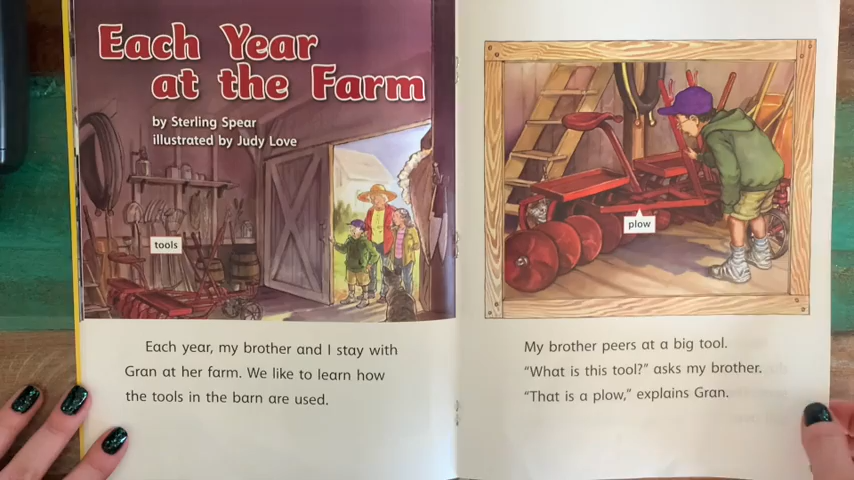 Each Year
at the Farm
by Sterling Spear
illustrated by Judy Love
tools
Each year, my brother and I stay with
Gran at her farm. We like to learn how
the tools in the barn are used.
plow
My brother peers at a big tool.
“What is this tool?” asks my brother.
“That is a plow,” explains Gran.